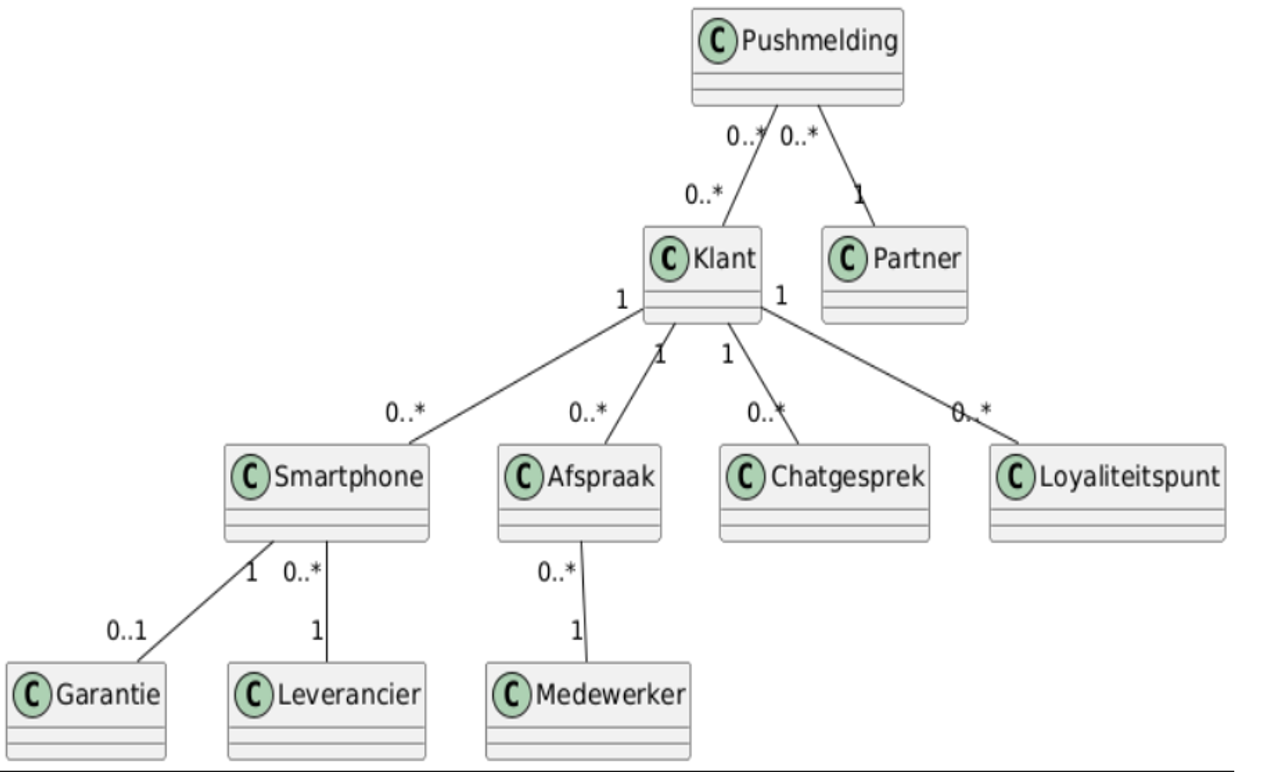 C Pushmelding
0..* 0..*
0..* 1
C Klant
C Partner
1 1
1 1
0..* 0..* 0..* 0..*
C Smartphone
C Afspraak
C Chatgesprek
C Loyaliteitspunt
1 0..* 0..*
0..1 1 1
C Garantie
C Leverancier
C Medewerker